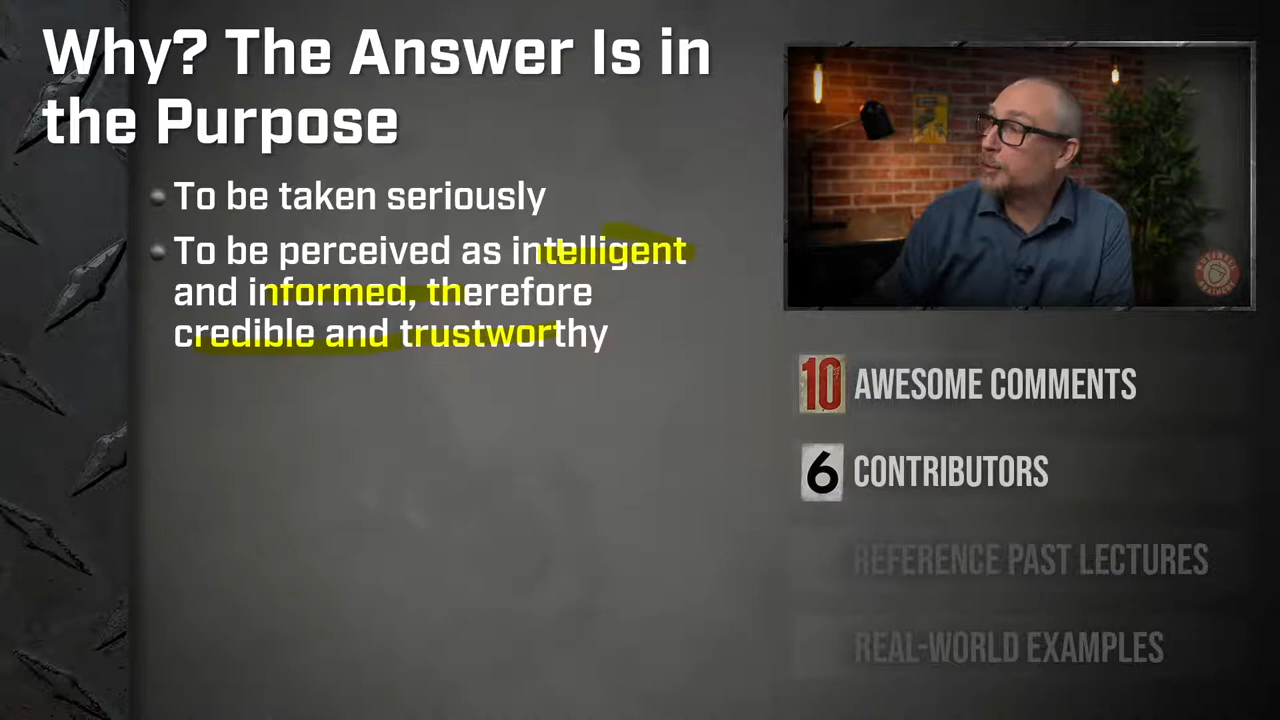 Why? The Answer Is in
the Purpose
To be taken seriously
To be perceived as intelligent
and informed, therefore
credible and trustworthy
10 AWESOME COMMENTS
6 CONTRIBUTORS
REFERENCE PAST LECTURES
REAL-WORLD EXAMPLES